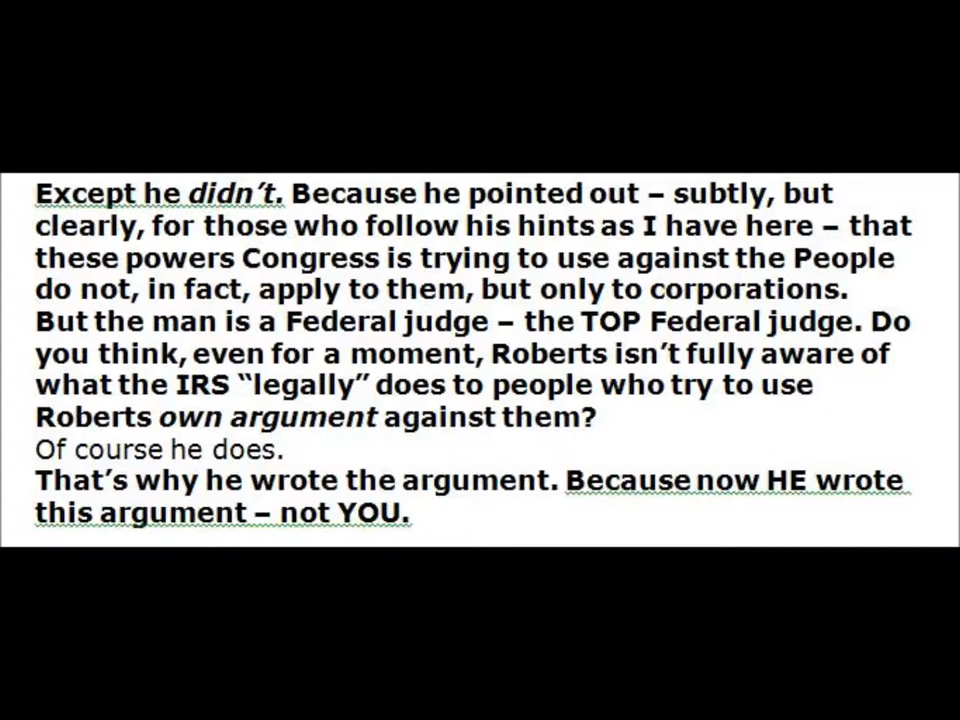 Except he didn’t. Because he pointed out – subtly, but
clearly, for those who follow his hints as I have here – that
these powers Congress is trying to use against the People
do not, in fact, apply to them, but only to corporations.
But the man is a Federal judge – the TOP Federal judge. Do
you think, even for a moment, Roberts isn’t fully aware of
what the IRS “legally” does to people who try to use
Roberts own argument against them?
Of course he does.
That’s why he wrote the argument. Because now HE wrote
this argument – not YOU.